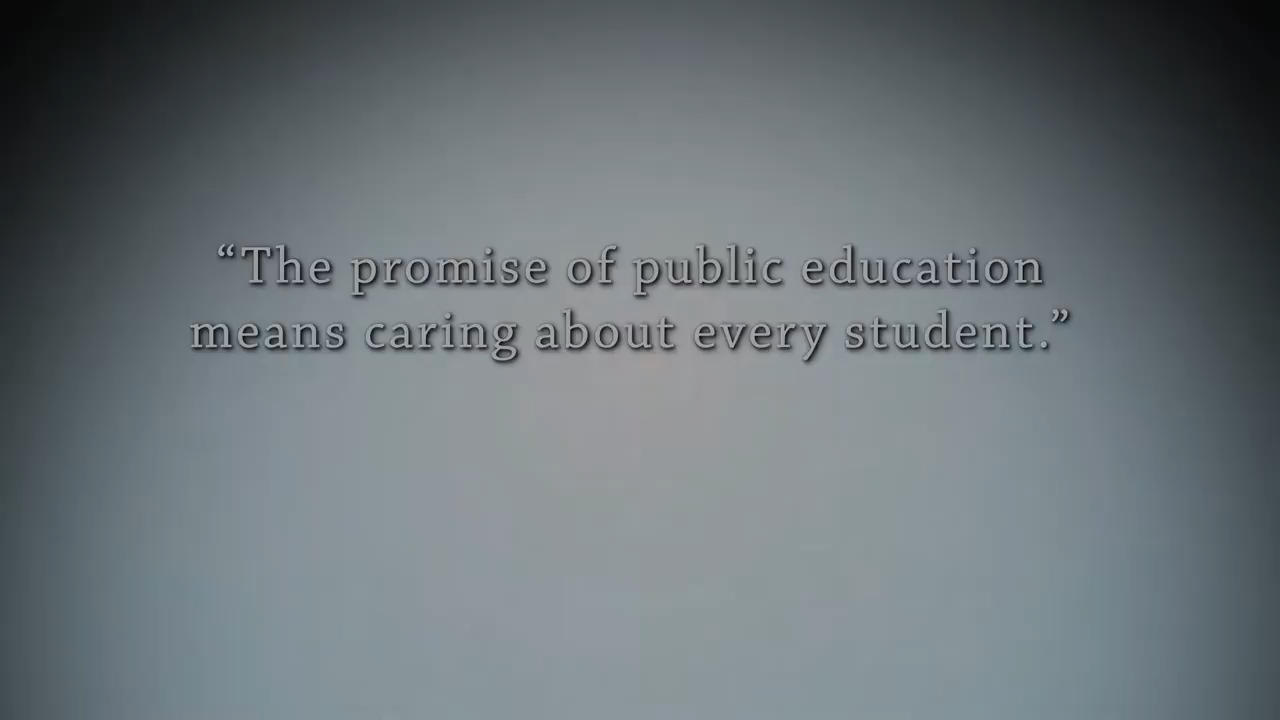 “The promise of public education
means caring about every student.”